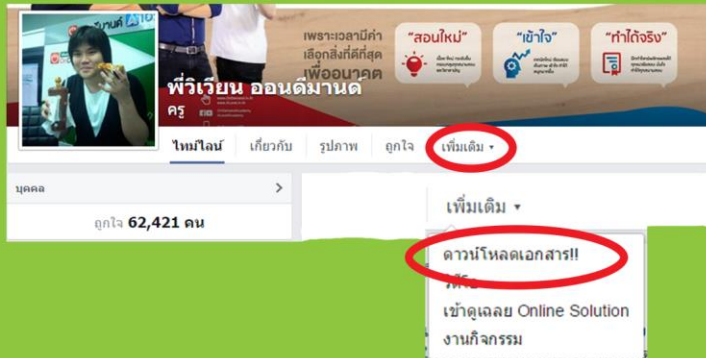 เพราะเวลามีค่า
เลือกสิ่งที่ดีที่สุด
เพื่ออนาคต
"สอนใหม่"
"เข้าใจ"
"ทำได้จริง"
พี่วิเวียน ออนดีมานด์
ครู
ไทม์ไลน์ เกี่ยวกับ รูปภาพ ถูกใจ เพิ่มเติม
บุคคล
ถูกใจ 62,421 คน
เพิ่มเติม
ดาวน์โหลดเอกสาร!!
วิดีโอ
เข้าดูเฉลย Online Solution
งานกิจกรรม